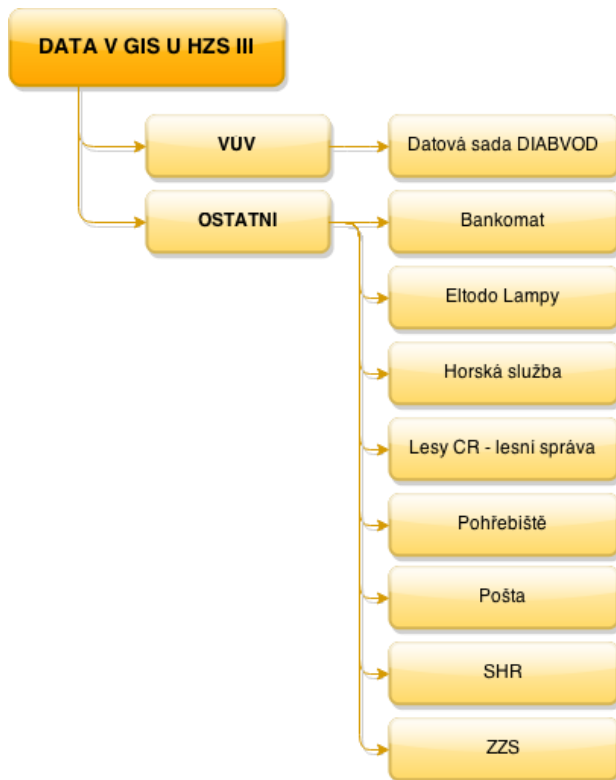 DATA V GIS U HZS III
VÚV
Datová sada DIABVOD
OSTATNI
Bankomat
Eltodo Lampy
Horská služba
Lesy CR - lesní správa
Pohřebiště
Pošta
SHR
ZZS